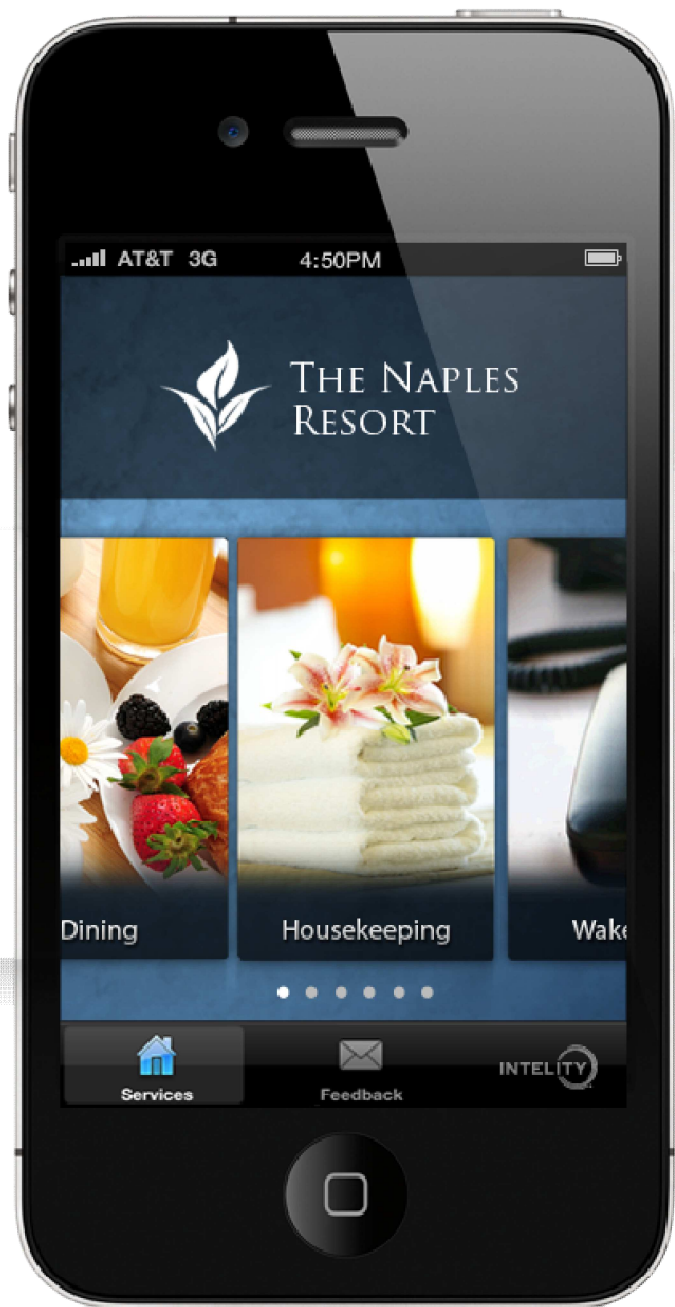 AT&T 3G 4:50PM
THE NAPLES
RESORT
Dining Housekeeping Wake
Services Feedback INTELITY